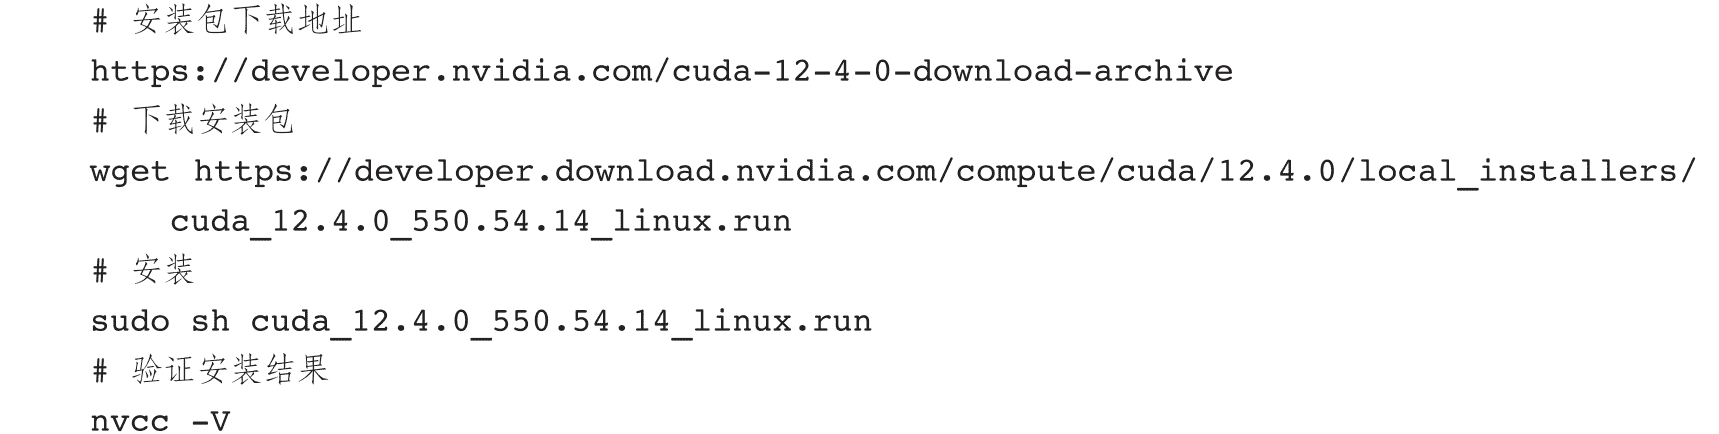 # 安装包下载地址
https://developer.nvidia.com/cuda-12-4-0-download-archive
# 下载安装包
wget https://developer.download.nvidia.com/compute/cuda/12.4.0/local_installers/
cuda_12.4.0_550.54.14_linux.run
# 安装
sudo sh cuda_12.4.0_550.54.14_linux.run
# 验证安装结果
nvcc -V